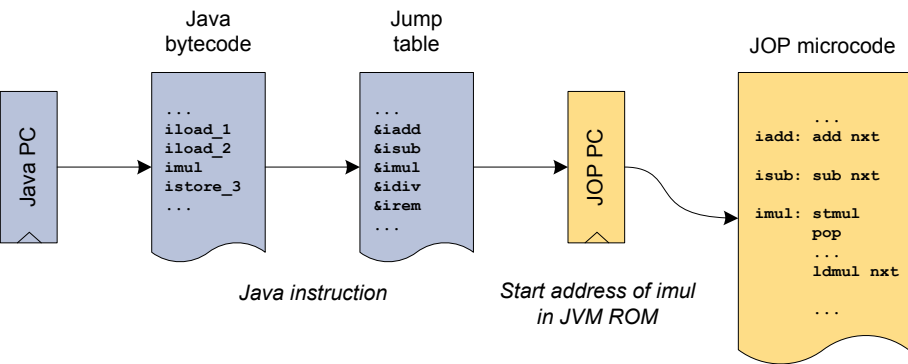 Java
bytecode
Jump
table
JOP microcode
Java PC
...
iload_1
iload_2
imul
istore_3
...
...
&iadd
&isub
&imul
&idiv
&irem
...
JOP PC
...
iadd: add nxt
isub: sub nxt
imul: stmul
pop
...
ldmul nxt
...
Java instruction
Start address of imul
in JVM ROM